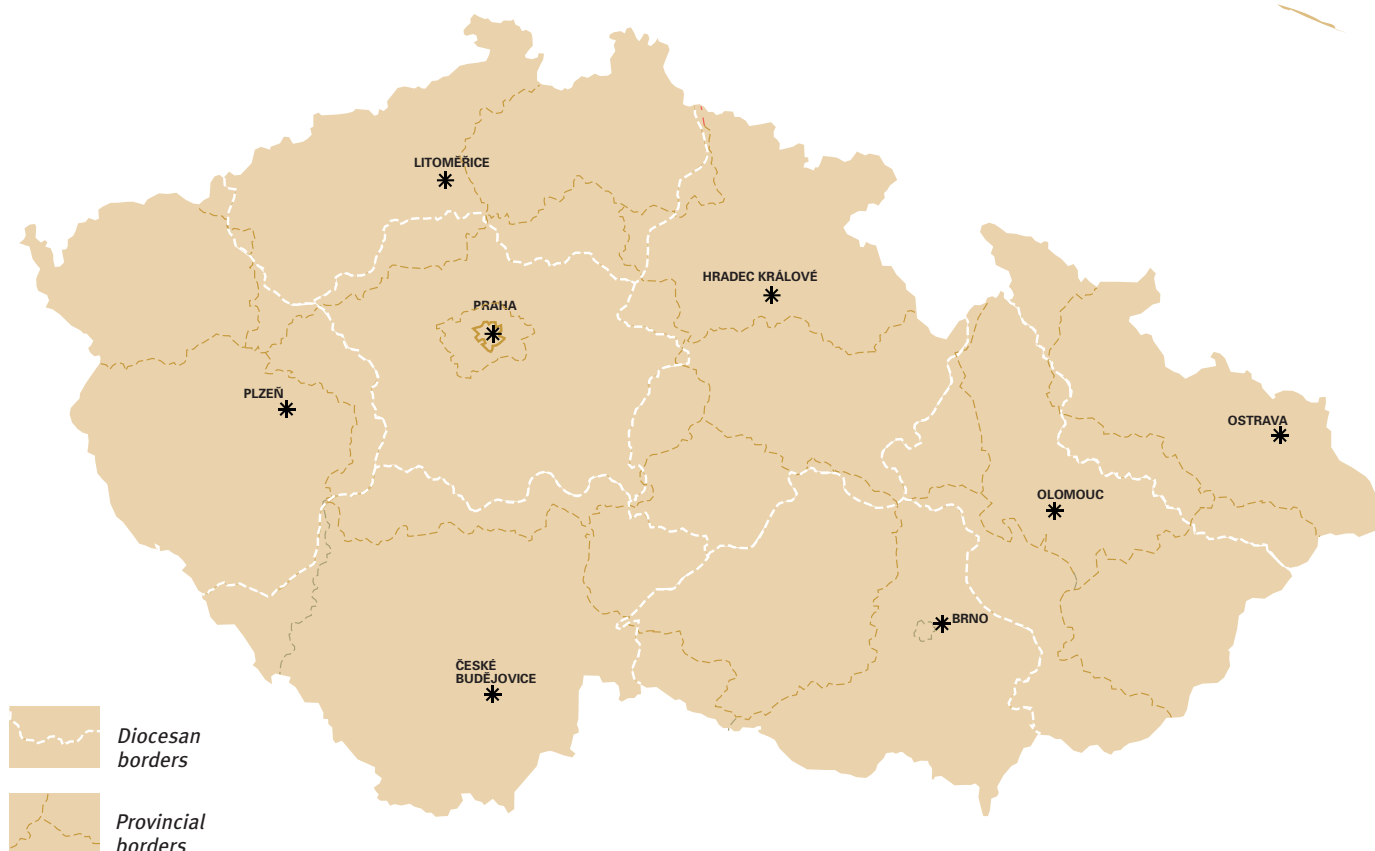 LITOMĚŘICE
HRADEC KRÁLOVÉ
PRAHA
PLZEŇ
OSTRAVA
OLOMOUC
BRNO
ČESKÉ
BUDĚJOVICE
Diocesan
borders
Provincial
borders